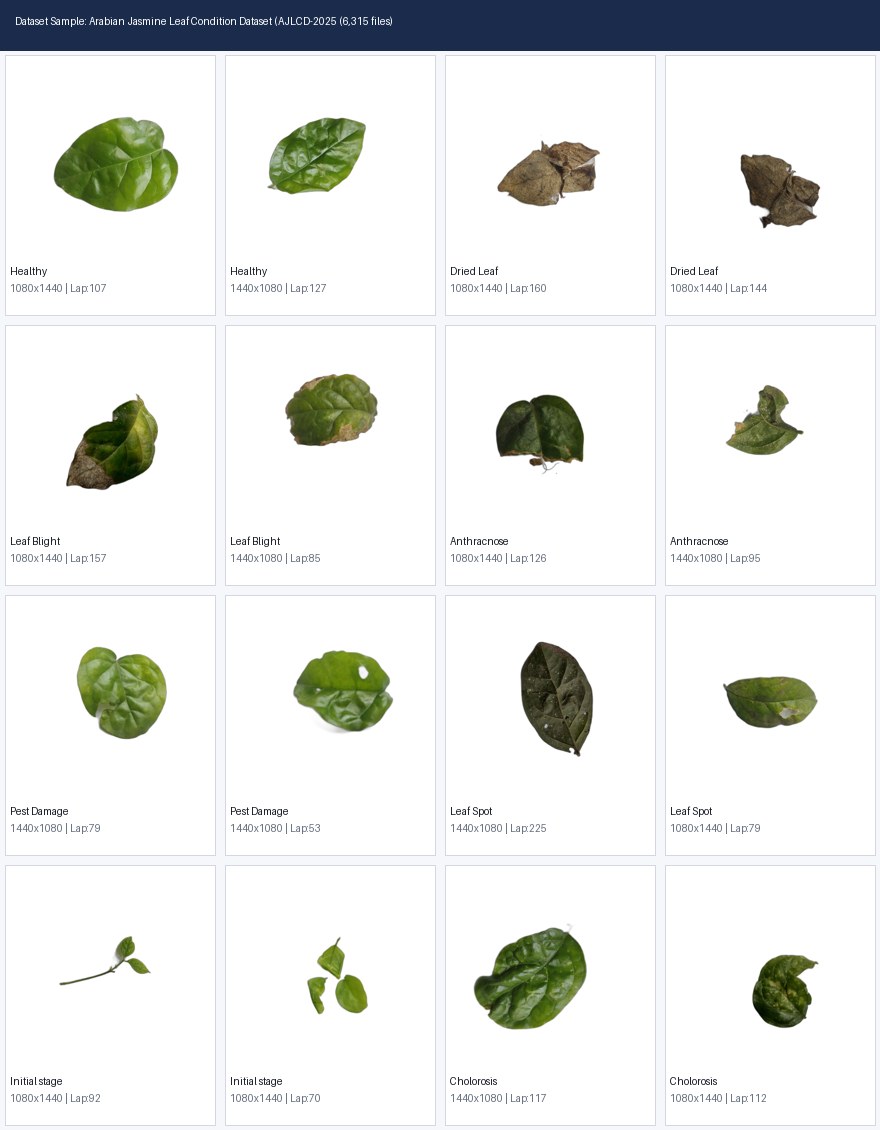 Dataset Sample: Arabian Jasmine Leaf Condition Dataset (AJLCD-2025 (6,315 files)
Healthy
1080x1440 | Lap:107
Healthy
1440x1080 | Lap:127
Dried Leaf
1080x1440 | Lap:160
Dried Leaf
1080x1440 | Lap:144
Leaf Blight
1080x1440 | Lap:157
Leaf Blight
1440x1080 | Lap:85
Anthracnose
1080x1440 | Lap:126
Anthracnose
1440x1080 | Lap:95
Pest Damage
1440x1080 | Lap:79
Pest Damage
1440x1080 | Lap:53
Leaf Spot
1440x1080 | Lap:225
Leaf Spot
1080x1440 | Lap:79
Initial stage
1080x1440 | Lap:92
Initial stage
1080x1440 | Lap:70
Cholorosis
1440x1080 | Lap:117
Cholorosis
1080x1440 | Lap:112